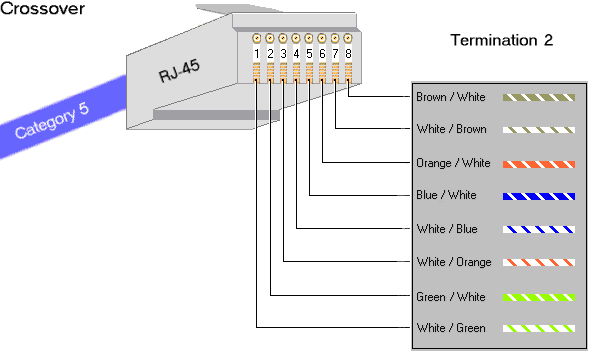 Crossover
Termination 2
RJ-45
1 2 3 4 5 6 7 8
Category 5
Brown / White
White / Brown
Orange / White
Blue / White
White / Blue
White / Orange
Green / White
White / Green